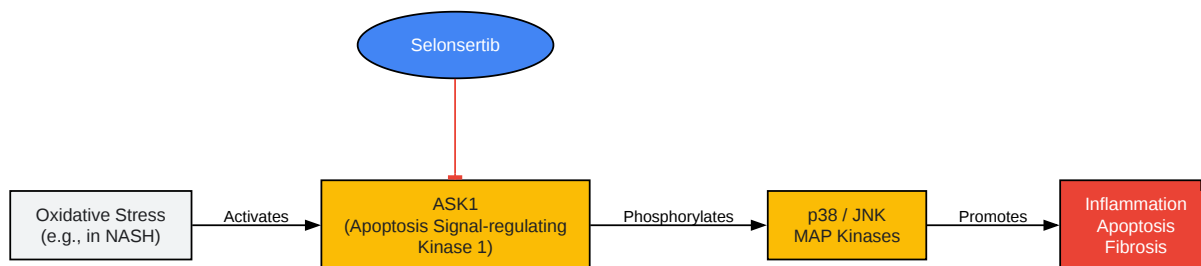 Selonsertib
Oxidative Stress
(e.g., in NASH)
Activates
ASK1
(Apoptosis Signal-regulating
Kinase 1)
Phosphorylates
p38 / JNK
MAP Kinases
Promotes
Inflammation
Apoptosis
Fibrosis